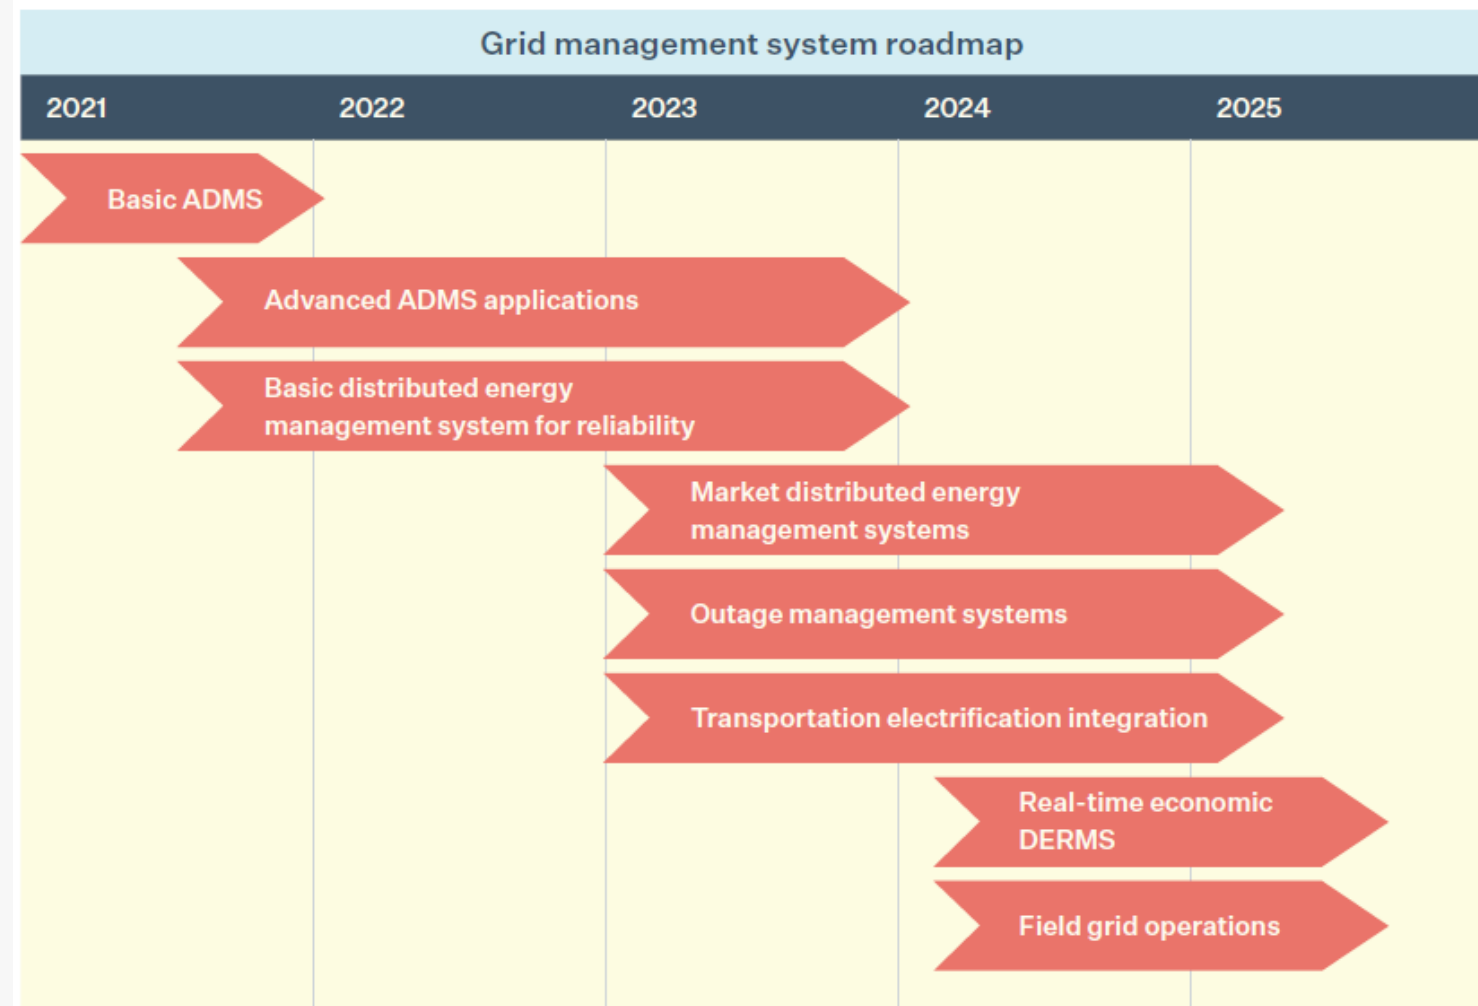 Grid management system roadmap
2021 2022 2023 2024 2025
Basic ADMS
Advanced ADMS applications
Basic distributed energy
management system for reliability
Market distributed energy
management systems
Outage management systems
Transportation electrification integration
Real-time economic
DERMS
Field grid operations